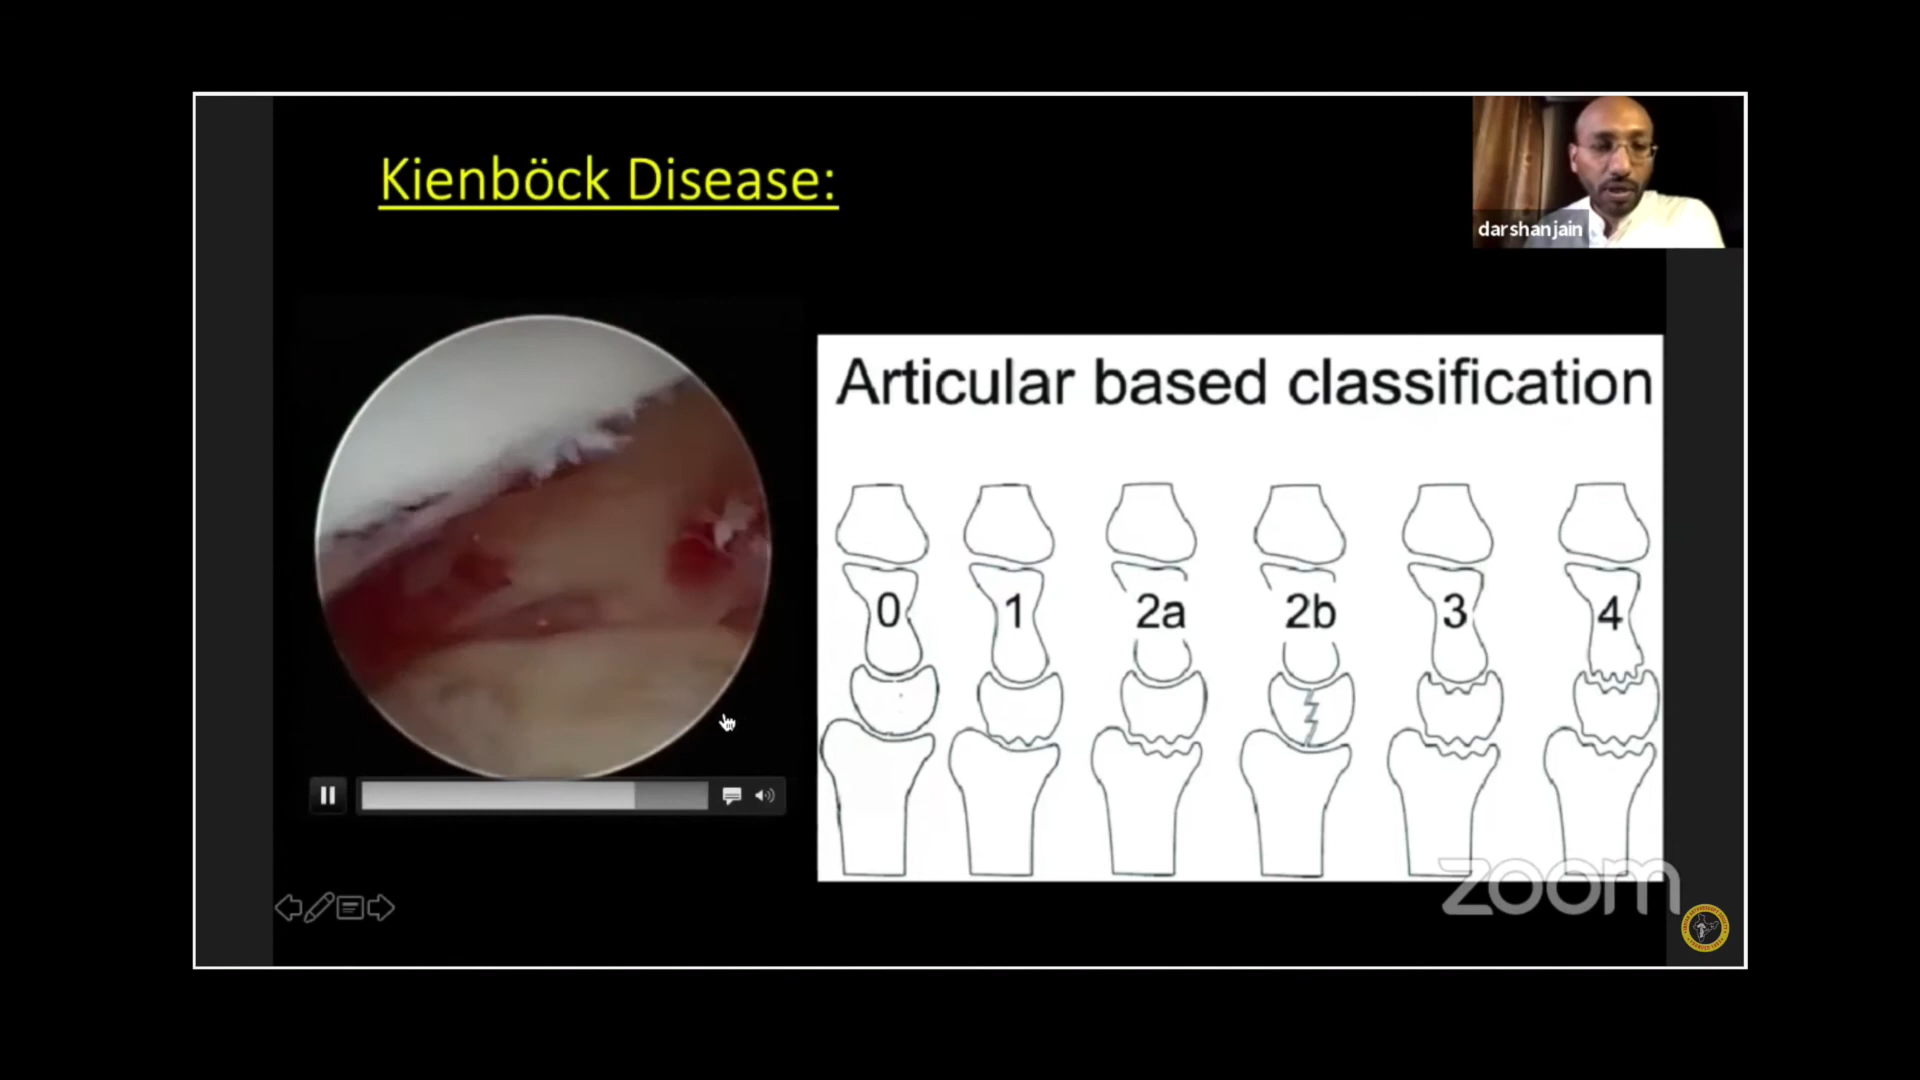 Kienböck Disease:
darshanjain
Articular based classification
0 1 2a 2b 3 4
zoom